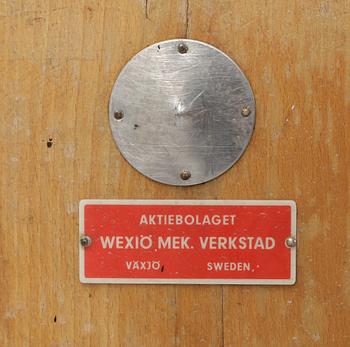 AKTIEBOLAGET
WEXIÖ MEK. VERKSTAD
VÄXJÖ SWEDEN